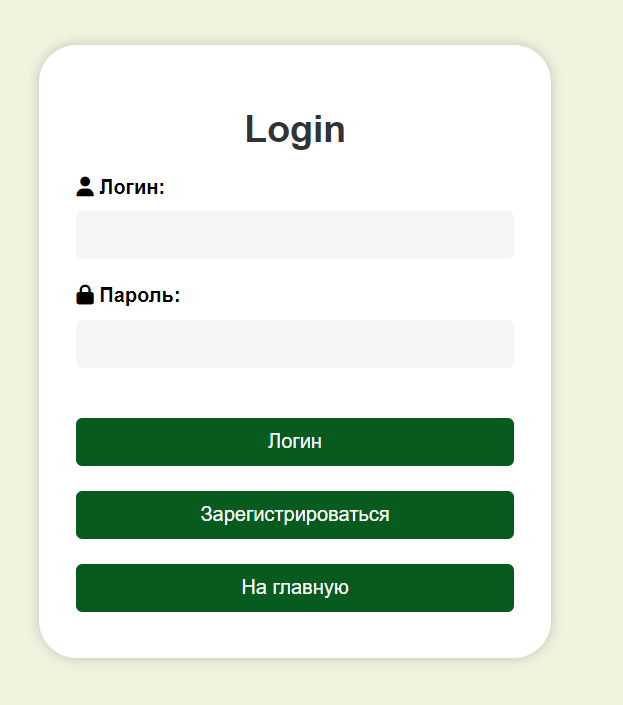 Login
Логин:
Пароль:
Логин
Зарегистрироваться
На главную